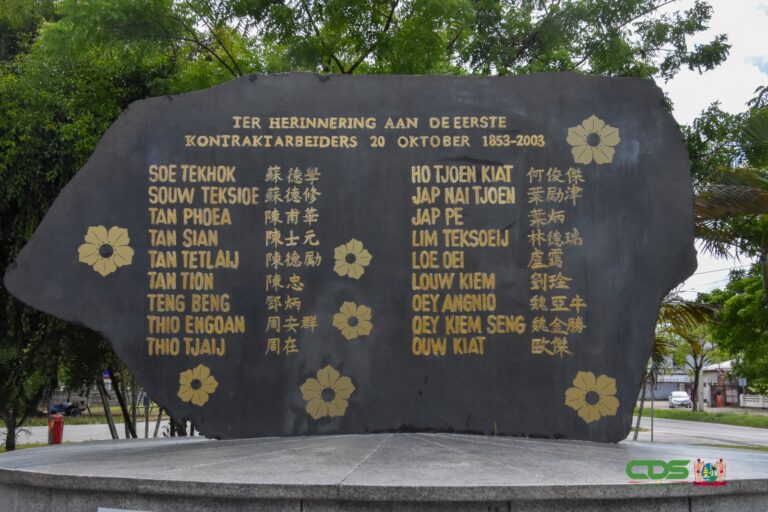 TER HERINNERING AAN DE EERSTE
KONTRAKTARBEIDERS 20 OKTOBER 1853-2003
SOE TEKHOK 蘇德學
SOUW TEKSIOE 蘇德修
TAN PHOEA 陳甫華
TAN SIAN 陳士元
TAN TETLAIJ 陳德勵
TAN TION 陳忠
TENG BENG 鄧炳
THIO ENGOAN 周安群
THIO TJAIJ 周在
HO TJOEN KIAT 何俊傑
JAP NAI TJOEN 葉勵津
JAP PE 葉炳
LIM TEKSOEIJ 林德瑞
LOE OEI 盧
LOUW KIEM 劉
OEY ANGNIO 魏亞牛
OEY KIEM SENG 魏金勝
OUW KIAT 歐傑
CDS